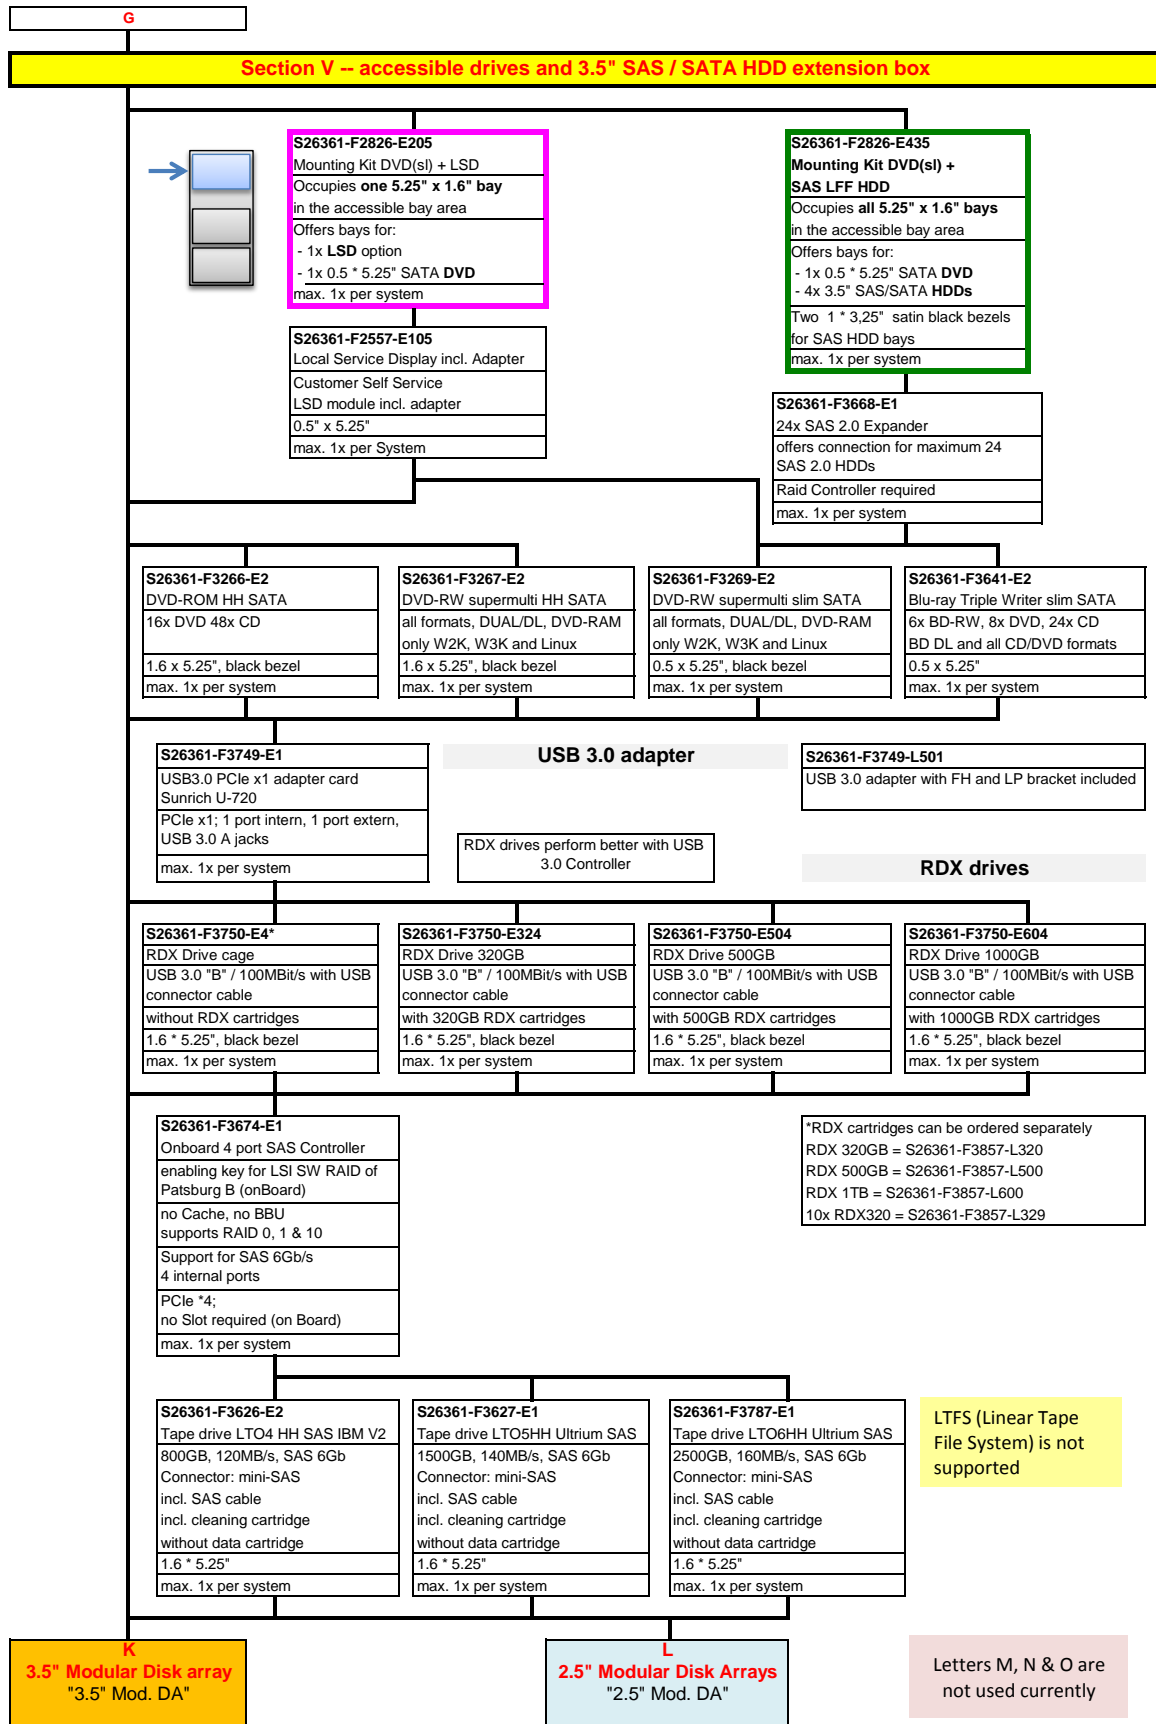 G
Section V -- accessible drives and 3.5" SAS / SATA HDD extension box
S26361-F2826-E205
Mounting Kit DVD(sl) + LSD
Occupies one 5.25" x 1.6" bay
in the accessible bay area
Offers bays for:
- 1x LSD option
- 1x 0.5 * 5.25" SATA DVD
max. 1x per system
S26361-F2826-E435
Mounting Kit DVD(sl) +
SAS LFF HDD
Occupies all 5.25" x 1.6" bays
in the accessible bay area
Offers bays for:
- 1x 0.5 * 5.25" SATA DVD
- 4x 3.5" SAS/SATA HDDs
Two 1 * 3,25" satin black bezels
for SAS HDD bays
max. 1x per system
S26361-F2557-E105
Local Service Display incl. Adapter
Customer Self Service
LSD module incl. adapter
0.5" x 5.25"
max. 1x per System
S26361-F3668-E1
24x SAS 2.0 Expander
offers connection for maximum 24
SAS 2.0 HDDs
Raid Controller required
max. 1x per system
S26361-F3266-E2
DVD-ROM HH SATA
16x DVD 48x CD
1.6 x 5.25", black bezel
max. 1x per system
S26361-F3267-E2
DVD-RW supermulti HH SATA
all formats, DUAL/DL, DVD-RAM
only W2K, W3K and Linux
1.6 x 5.25", black bezel
max. 1x per system
S26361-F3269-E2
DVD-RW supermulti slim SATA
all formats, DUAL/DL, DVD-RAM
only W2K, W3K and Linux
0.5 x 5.25", black bezel
max. 1x per system
S26361-F3641-E2
Blu-ray Triple Writer slim SATA
6x BD-RW, 8x DVD, 24x CD
BD DL and all CD/DVD formats
0.5 x 5.25"
max. 1x per system
S26361-F3749-E1
USB3.0 PCIe x1 adapter card
Sunrich U-720
PCIe x1; 1 port intern, 1 port extern,
USB 3.0 A jacks
max. 1x per system
USB 3.0 adapter
S26361-F3749-L501
USB 3.0 adapter with FH and LP bracket included
RDX drives perform better with USB
3.0 Controller
RDX drives
S26361-F3750-E4*
RDX Drive cage
USB 3.0 "B" / 100MBit/s with USB
connector cable
without RDX cartridges
1.6 * 5.25", black bezel
max. 1x per system
S26361-F3750-E324
RDX Drive 320GB
USB 3.0 "B" / 100MBit/s with USB
connector cable
with 320GB RDX cartridges
1.6 * 5.25", black bezel
max. 1x per system
S26361-F3750-E504
RDX Drive 500GB
USB 3.0 "B" / 100MBit/s with USB
connector cable
with 500GB RDX cartridges
1.6 * 5.25", black bezel
max. 1x per system
S26361-F3750-E604
RDX Drive 1000GB
USB 3.0 "B" / 100MBit/s with USB
connector cable
with 1000GB RDX cartridges
1.6 * 5.25", black bezel
max. 1x per system
S26361-F3674-E1
Onboard 4 port SAS Controller
enabling key for LSI SW RAID of
Patsburg B (onBoard)
no Cache, no BBU
supports RAID 0, 1 & 10
Support for SAS 6Gb/s
4 internal ports
PCIe *4;
no Slot required (on Board)
max. 1x per system
*RDX cartridges can be ordered separately
RDX 320GB = S26361-F3857-L320
RDX 500GB = S26361-F3857-L500
RDX 1TB = S26361-F3857-L600
10x RDX320 = S26361-F3857-L329
S26361-F3626-E2
Tape drive LTO4 HH SAS IBM V2
800GB, 120MB/s, SAS 6Gb
Connector: mini-SAS
incl. SAS cable
incl. cleaning cartridge
without data cartridge
1.6 * 5.25"
max. 1x per system
S26361-F3627-E1
Tape drive LTO5HH Ultrium SAS
1500GB, 140MB/s, SAS 6Gb
Connector: mini-SAS
incl. SAS cable
incl. cleaning cartridge
without data cartridge
1.6 * 5.25"
max. 1x per system
S26361-F3787-E1
Tape drive LTO6HH Ultrium SAS
2500GB, 160MB/s, SAS 6Gb
Connector: mini-SAS
incl. SAS cable
incl. cleaning cartridge
without data cartridge
1.6 * 5.25"
max. 1x per system
LTFS (Linear Tape
File System) is not
supported
K
3.5" Modular Disk array
"3.5" Mod. DA"
L
2.5" Modular Disk Arrays
"2.5" Mod. DA"
Letters M, N & O are
not used currently